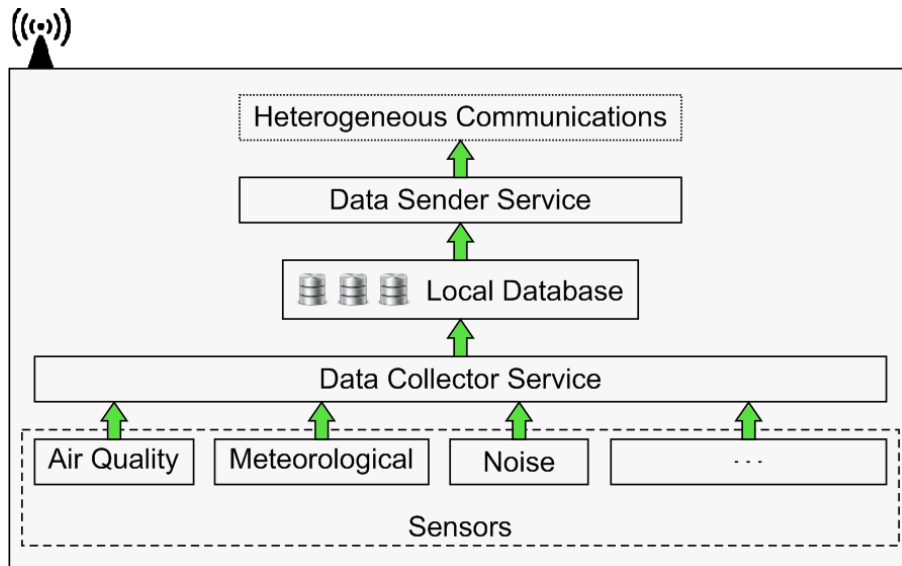 Heterogeneous Communications
Data Sender Service
Local Database
Data Collector Service
Air Quality
Meteorological
Noise
...
Sensors